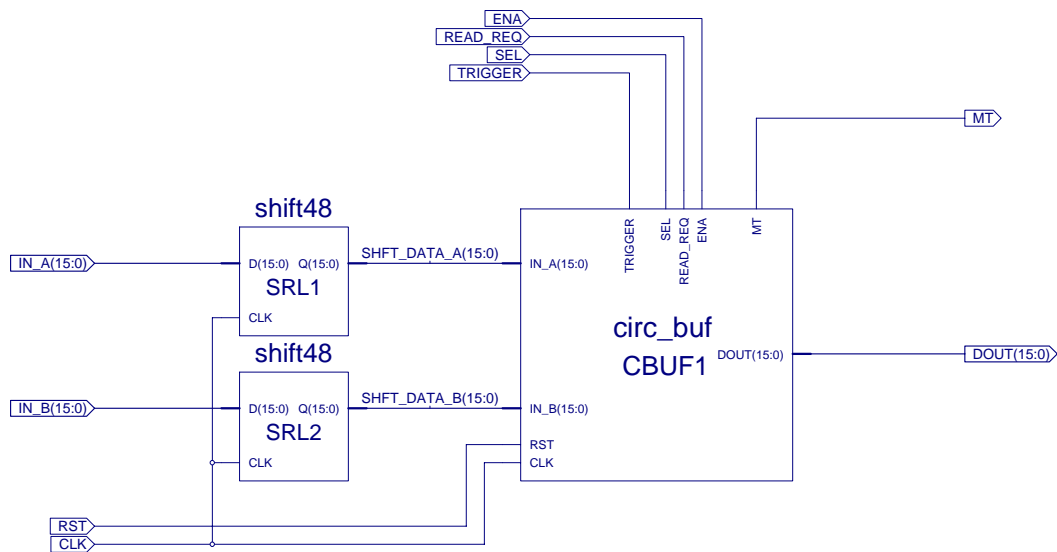 ENA
READ_REQ
SEL
TRIGGER
MT
TRIGGER
SEL
READ_REQ
ENA
MT
shift48
IN_A(15:0)
D(15:0) Q(15:0)
SRL1
CLK
SHFT_DATA_A(15:0)
IN_A(15:0)
circ_buf
CBUF1
DOUT(15:0)
DOUT(15:0)
shift48
IN_B(15:0)
D(15:0) Q(15:0)
SRL2
CLK
SHFT_DATA_B(15:0)
IN_B(15:0)
RST
CLK
RST
CLK